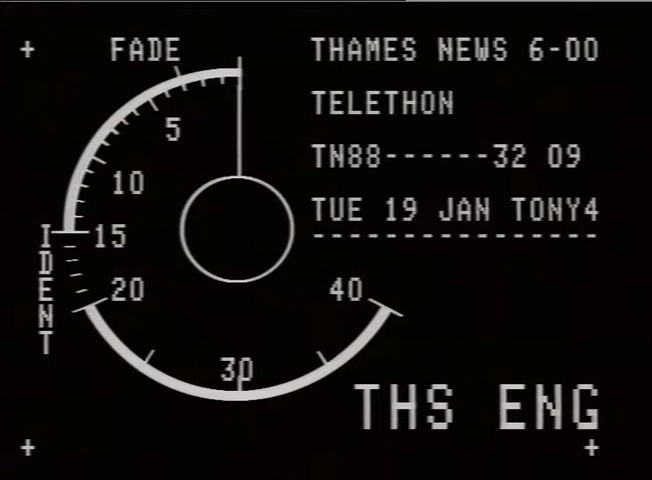 FADE
THAMES NEWS 6-00
TELETHON
TN88------32 09
TUE 19 JAN TONY4
----------------
5
10
15
20
30
40
IDENT
THS ENG